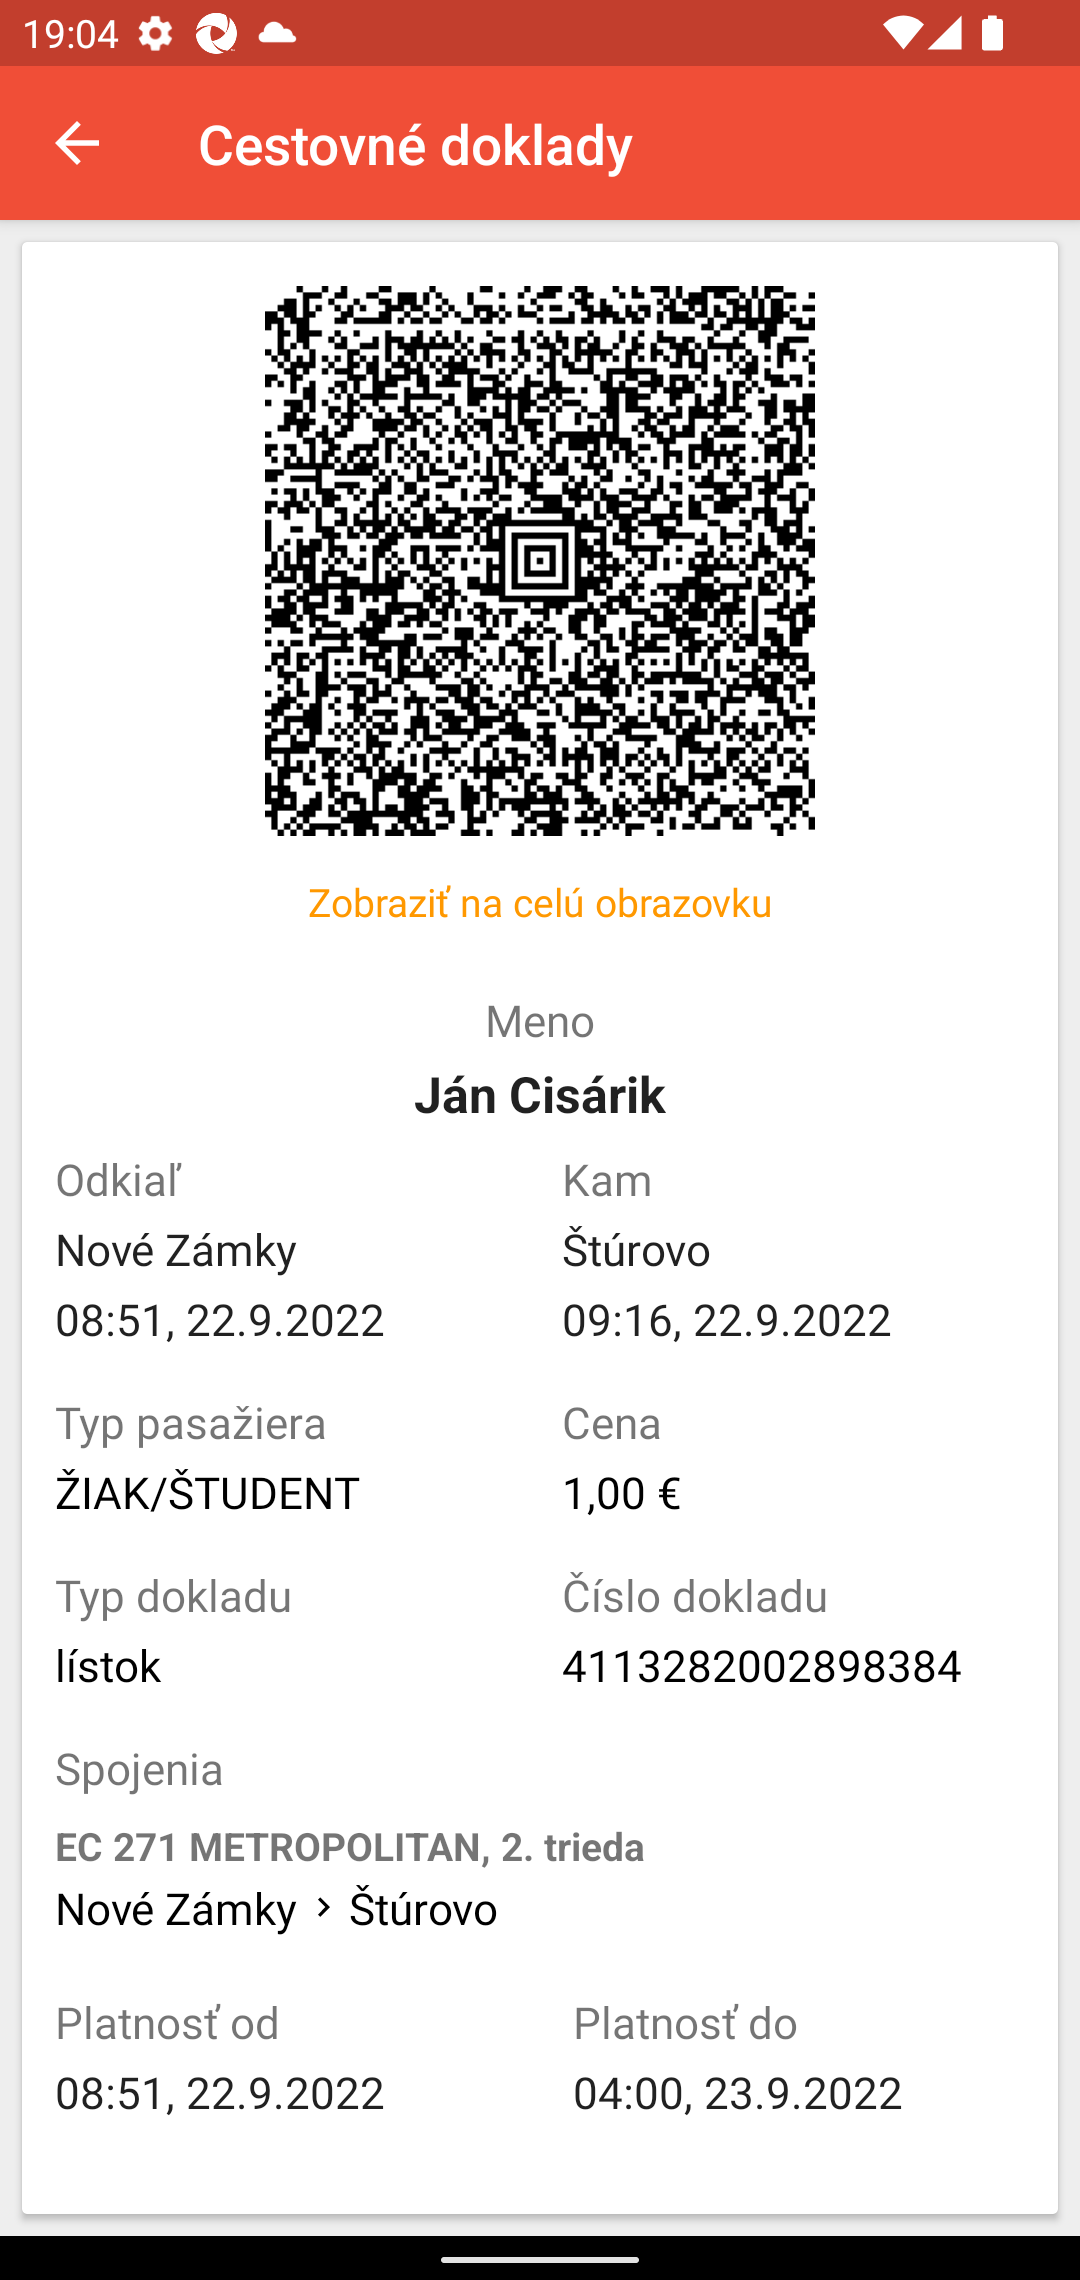 19:04
Cestovné doklady
Zobraziť na celú obrazovku
Meno
Ján Cisárik
Odkiaľ
Kam
Nové Zámky
Štúrovo
08:51, 22.9.2022
09:16, 22.9.2022
Typ pasažiera
Cena
ŽIAK/ŠTUDENT
1,00 €
Typ dokladu
Číslo dokladu
lístok
4113282002898384
Spojenia
EC 271 METROPOLITAN, 2. trieda
Nové Zámky > Štúrovo
Platnosť od
Platnosť do
08:51, 22.9.2022
04:00, 23.9.2022